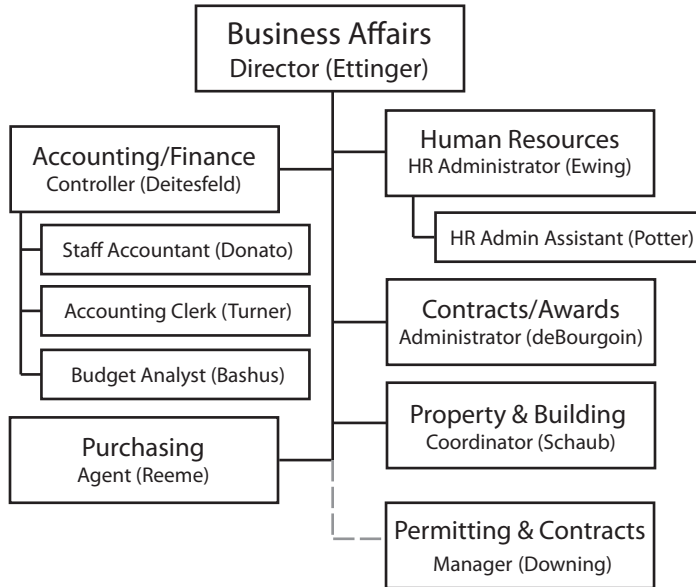 Business Affairs
Director (Ettinger)
Accounting/Finance
Controller (Deitesfeld)
Staff Accountant (Donato)
Accounting Clerk (Turner)
Budget Analyst (Bashus)
Purchasing
Agent (Reeme)
Human Resources
HR Administrator (Ewing)
HR Admin Assistant (Potter)
Contracts/Awards
Administrator (deBourgoin)
Property & Building
Coordinator (Schaub)
Permitting & Contracts
Manager (Downing)